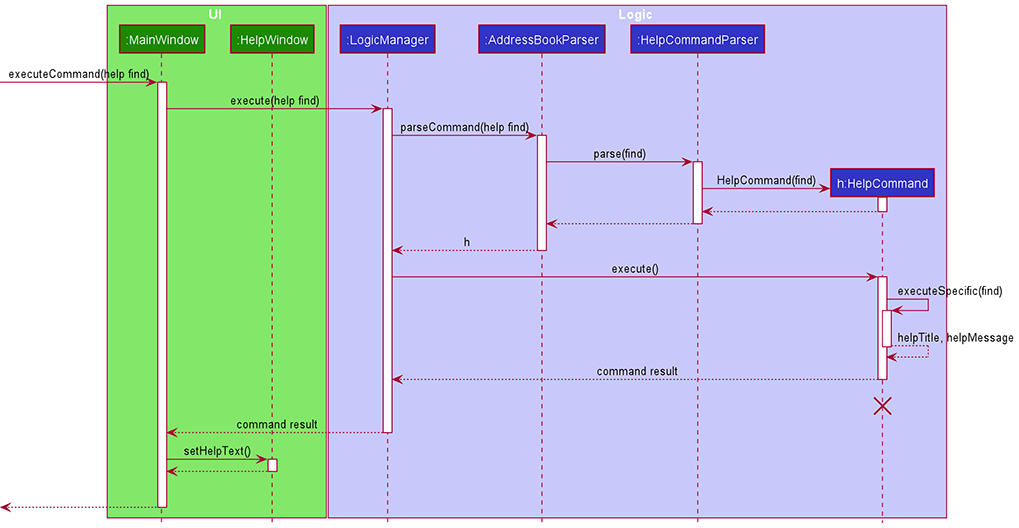 UI
Logic
:MainWindow
:HelpWindow
:LogicManager
:AddressBookParser
:HelpCommandParser
executeCommand(help find)
execute(help find)
parseCommand(help find)
parse(find)
HelpCommand(find)
h:HelpCommand
h
execute()
executeSpecific(find)
helpTitle, helpMessage
command result
command result
setHelpText()